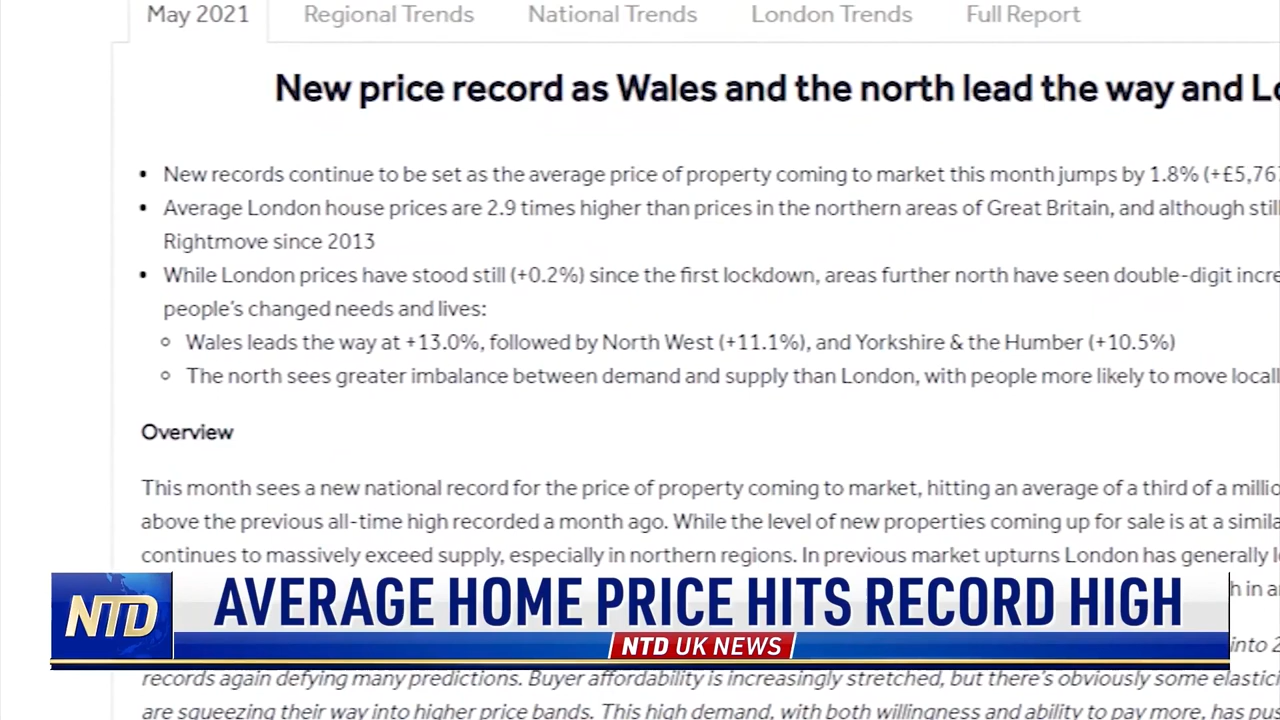 May 2021 Regional Trends National Trends London Trends Full Report
New price record as Wales and the north lead the way and
New records continue to be set as the average price of property coming to market this month jumps by 1.8% (+£5,76
Average London house prices are 2.9 times higher than prices in the northern areas of Great Britain, and although still
Rightmove since 2013
While London prices have stood still (+0.2%) since the first lockdown, areas further north have seen double-digit
people's changed needs and lives:
Wales leads the way at +13.0%, followed by North West (+11.1%), and Yorkshire & the Humber (+10.5%)
The north sees greater imbalance between demand and supply than London, with people more likely to move
Overview
This month sees a new national record for the price of property coming to market, hitting an average of a third of a
above the previous all-time high recorded a month ago. While the level of new properties coming up for sale is at a
continues to massively exceed supply, especially in northern regions. In previous market upturns London has generally
h in a
NTD AVERAGE HOME PRICE HITS RECORD HIGH
NTD UK NEWS
into 2
records again defying many predictions. Buyer affordability is increasingly stretched, but there's obviously some
are squeezing their way into higher price bands. This high demand, with both willingness and ability to pay more, has